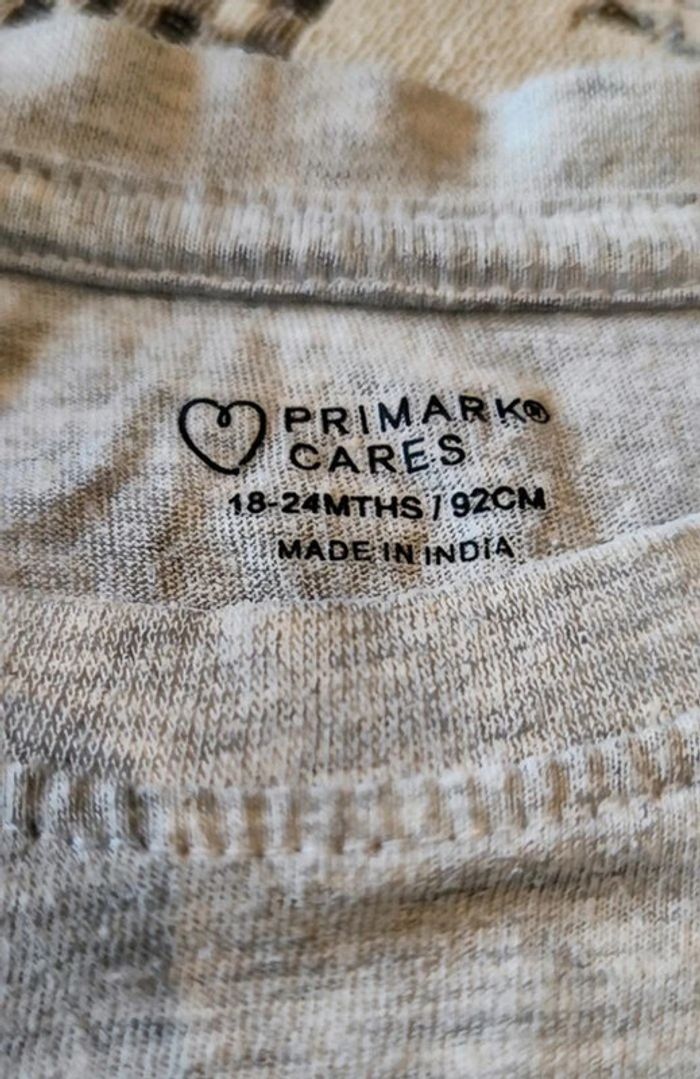 PRIMARK®
CARES
18-24MTHS / 92CM
MADE IN INDIA